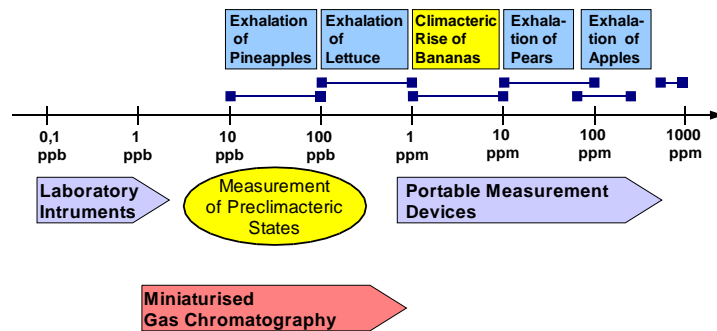 Exhalation
of
Pineapples
Exhalation
of
Lettuce
Climacteric
Rise of
Bananas
Exhala-
tion of
Pears
Exhala-
tion of
Apples
0,1
ppb
1
ppb
10
ppb
100
ppb
1
ppm
10
ppm
100
ppm
1000
ppm
Laboratory
Intruments
Measurement
of Preclimacteric
States
Portable Measurement
Devices
Miniaturised
Gas Chromatography